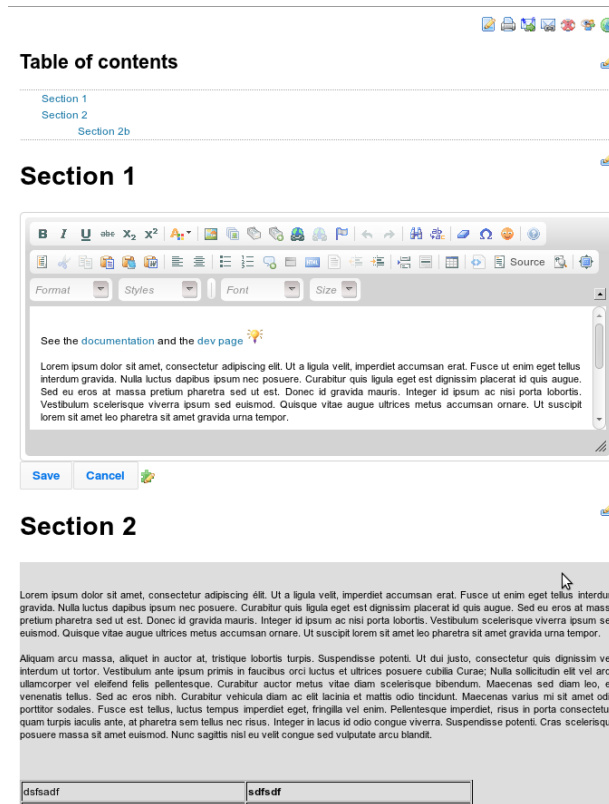 Table of contents
Section 1
Section 2
Section 2b
Section 1
B I U abc X2 X2 A
Source
Format Styles Font Size
See the documentation and the dev page
Lorem ipsum dolor sit amet, consectetur adipiscing elit. Ut a ligula velit, imperdiet accumsan erat. Fusce ut enim eget tellus
interdum gravida. Nulla luctus dapibus ipsum nec posuere. Curabitur quis ligula eget est dignissim placerat id quis augue.
Sed eu eros at massa pretium pharetra sed ut est. Donec id gravida mauris. Integer id ipsum ac nisi porta lobortis.
Vestibulum scelerisque viverra ipsum sed euismod. Quisque vitae augue ultrices metus accumsan ornare. Ut suscipit
lorem sit amet leo pharetra sit amet gravida urna tempor.
Save Cancel
Section 2
Lorem ipsum dolor sit amet, consectetur adipiscing élit. Ut a ligula velit, imperdiet accumsan erat. Fusce ut enim eget tellus interdu
gravida. Nulla luctus dapibus ipsum nec posuere. Curabitur quis ligula eget est dignissim placerat id quis augue. Sed eu eros at mass
pretium pharetra sed ut est. Donec id gravida mauris. Integer id ipsum ac nisi porta lobortis. Vestibulum scelerisque viverra ipsum se
euismod. Quisque vitae augue ultrices metus accumsan ornare. Ut suscipit lorem sit amet leo pharetra sit amet gravida urna tempor.
Aliquam arcu massa, aliquet in auctor at, tristique lobortis turpis. Suspendisse potenti. Ut dui justo, consectetur quis dignissim ve
interdum ut tortor. Vestibulum ante ipsum primis in faucibus orci luctus et ultrices posuere cubilia Curae; Nulla sollicitudin elit vel arc
ullamcorper vel eleifend felis pellentesque. Curabitur auctor metus vitae diam scelerisque bibendum. Maecenas sed diam leo, e
venenatis tellus. Sed ac eros nibh. Curabitur vehicula diam ac elit lacinia et mattis odio tincidunt. Maecenas varius mi sit amet odi
porttitor sodales. Fusce est tellus, luctus tempus imperdiet eget, fringilla vel enim. Pellentesque imperdiet, risus in porta consectetu
quam turpis iaculis ante, at pharetra sem tellus nec risus. Integer in lacus id odio congue viverra. Suspendisse potenti. Cras scelerisqu
posuere massa sit amet euismod. Nunc sagittis nisl eu velit congue sed vulputate arcu blandit.
dsfsadf sdfsdf